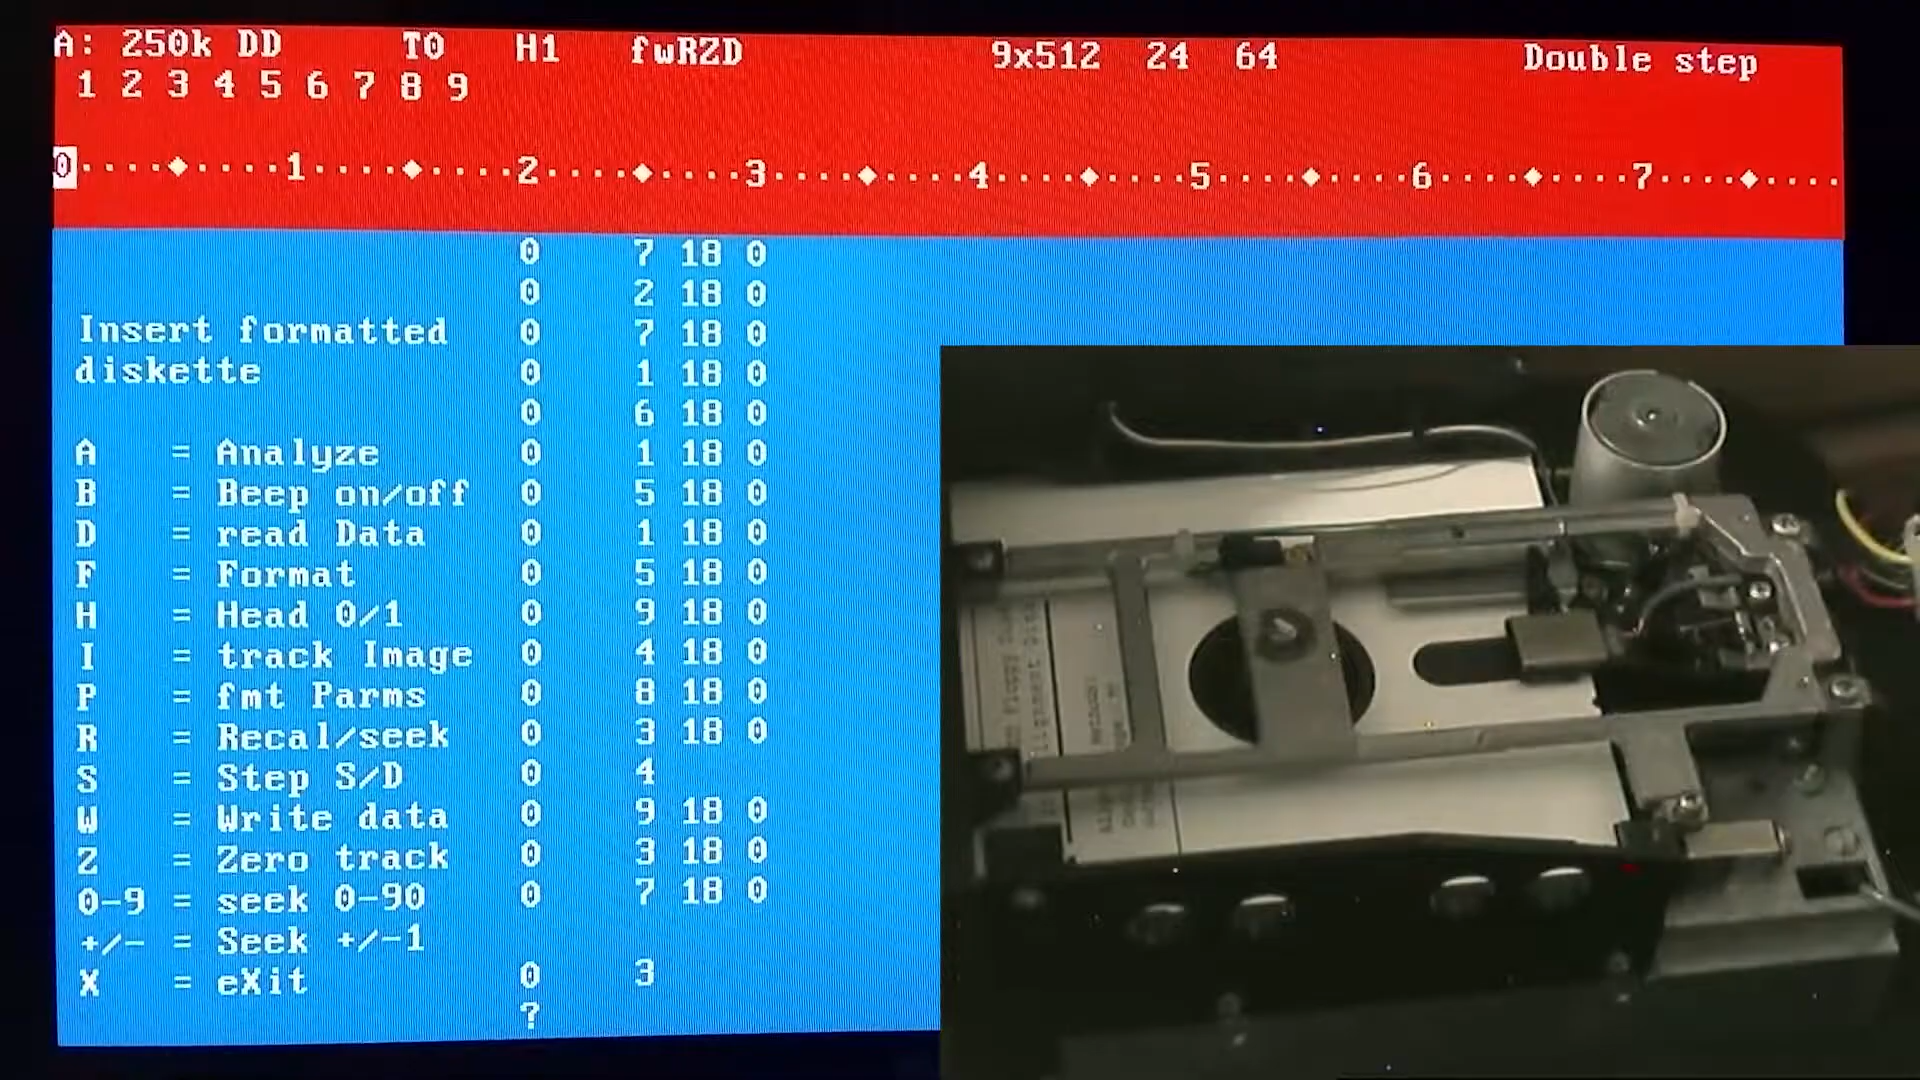 A: 250k DD T0 H1 fwRZD 9x512 24 64 Double step
1 2 3 4 5 6 7 8 9
0....◆....1....◆....2....◆....3....◆....4....◆....5....◆....6....◆....7....◆....
0 7 18 0
0 2 18 0
Insert formatted 0 7 18 0
diskette 0 1 18 0
0 6 18 0
A = Analyze 0 1 18 0
B = Beep on/off 0 5 18 0
D = read Data 0 1 18 0
F = Format 0 5 18 0
H = Head 0/1 0 9 18 0
I = track Image 0 4 18 0
P = fmt Parms 0 8 18 0
R = Recal/seek 0 3 18 0
S = Step S/D 0 4
W = Write data 0 9 18 0
Z = Zero track 0 3 18 0
0-9 = seek 0-90 0 7 18 0
+/- = Seek +/-1
X = eXit 0 3
?